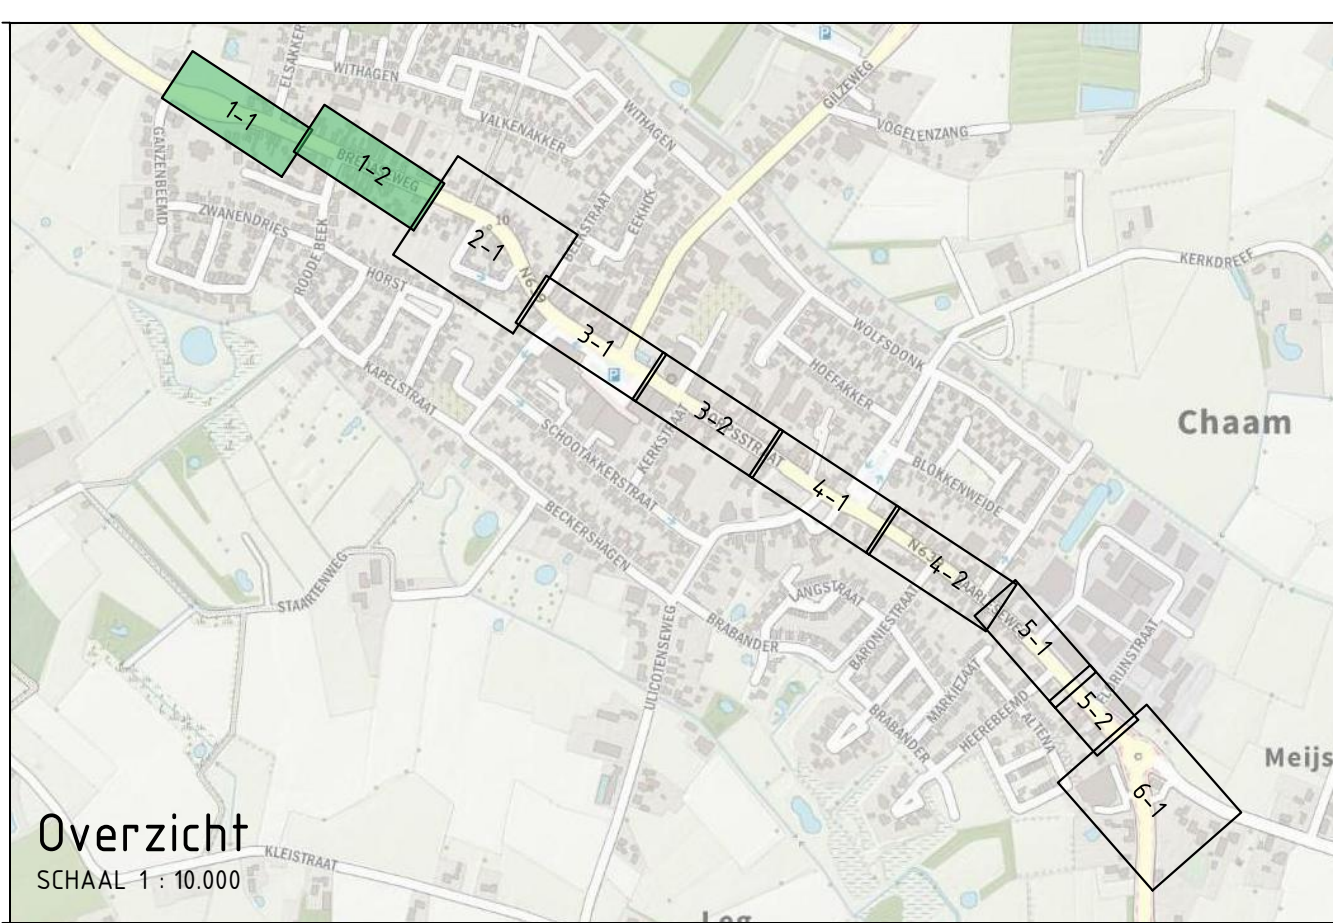 P
ELSAKKER
WITHAGEN
GILZEWEG
WITHAGEN
VALKENAKKER
VOGELENZANG
1-1
GANZENBEEMD
1-2
EEKHOF
ZWANENDRIES
10
2-1
ROODE BEEK
KERKDREEF
HORST
3-1
WOLFSDONK
P
HOEFAKKER
KAPELSTRAAT
3-2
Chaam
KERKSTRAAT
SCHOOTAKKERSTRAAT
BLOKKENWEIDE
4-1
BECKERSHAGEN
4-2
STAARTENWEG
LANGSTRAAT
BRABANDER
BARONIESTRAAT
5-1
ULICOTENSEWEG
MARKIEZAAT
FLORIJNSTRAAT
5-2
HEEREBEEMD
ALTENA
BRABANDER
Meijs
6-1
Overzicht
KLEISTRAAT
SCHAAL 1 : 10.000